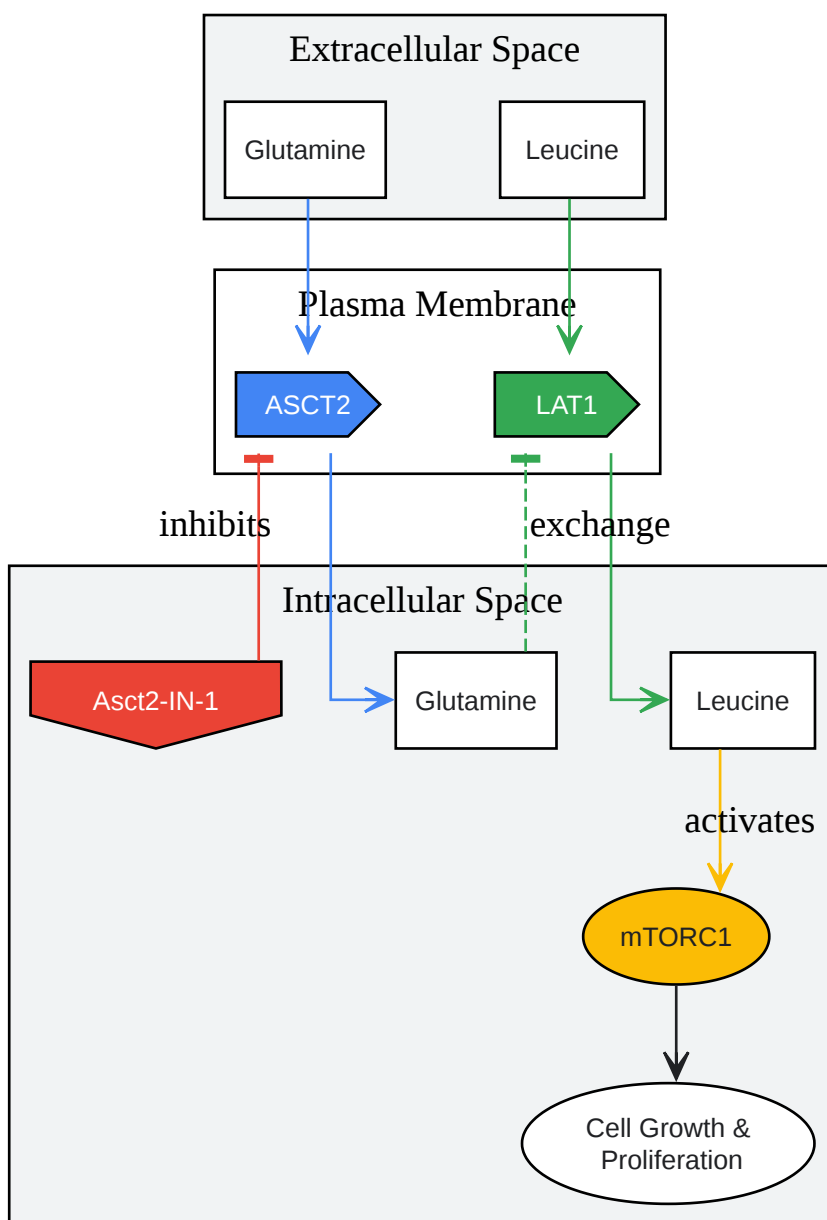 Extracellular Space
Glutamine
Leucine
Plasma Membrane
ASCT2
LAT1
inhibits
exchange
Intracellular Space
Asct2-IN-1
Glutamine
Leucine
activates
mTORC1
Cell Growth &
Proliferation